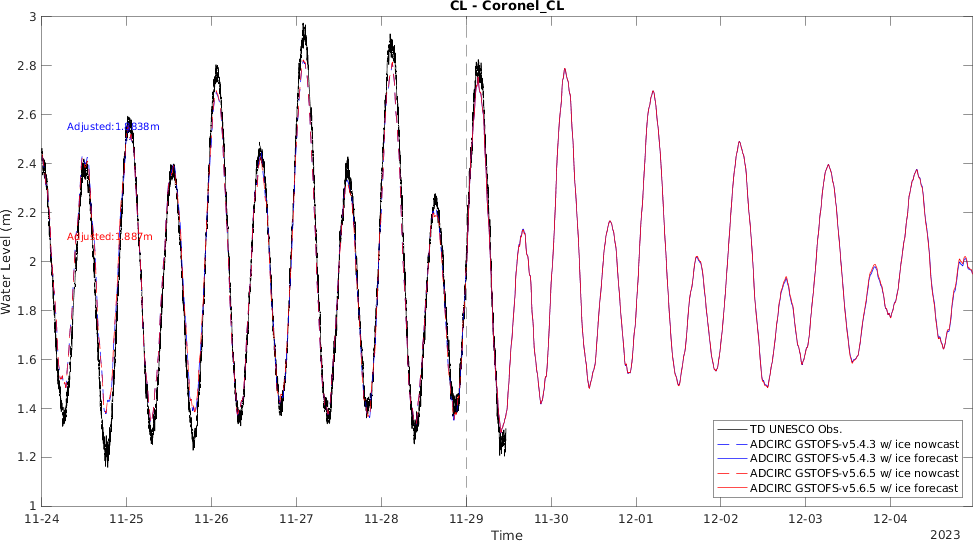 CL - Coronel_CL
Water Level (m)
3
2.8
2.6
2.4
2.2
2
1.8
1.6
1.4
1.2
1
Adjusted:
Adjusted:1.887m
TD UNESCO Obs.
ADCIRC GSTOFS-v5.4.3 w/ ice nowcast
ADCIRC GSTOFS-v5.4.3 w/ ice forecast
ADCIRC GSTOFS-v5.6.5 w/ ice nowcast
ADCIRC GSTOFS-v5.6.5 w/ ice forecast
11-24 11-25 11-26 11-27 11-28 11-29 11-30 12-01 12-02 12-03 12-04
Time
2023